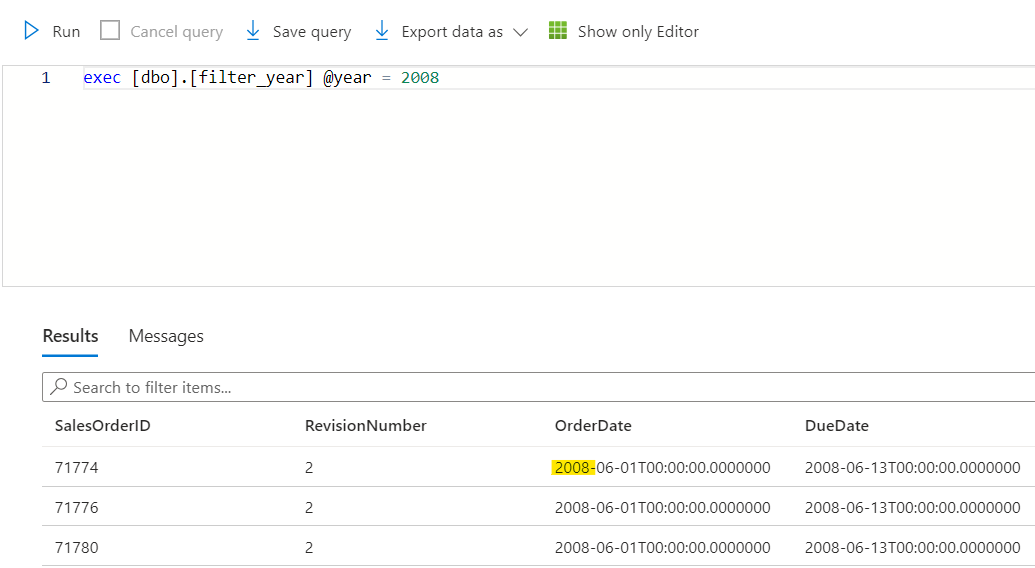 Run Cancel query Save query Export data as Show only Editor
1 exec [dbo].[filter_year] @year = 2008
Results Messages
Search to filter items...
SalesOrderID RevisionNumber OrderDate DueDate
71774 2 2008-06-01T00:00:00.0000000 2008-06-13T00:00:00.0000000
71776 2 2008-06-01T00:00:00.0000000 2008-06-13T00:00:00.0000000
71780 2 2008-06-01T00:00:00.0000000 2008-06-13T00:00:00.0000000